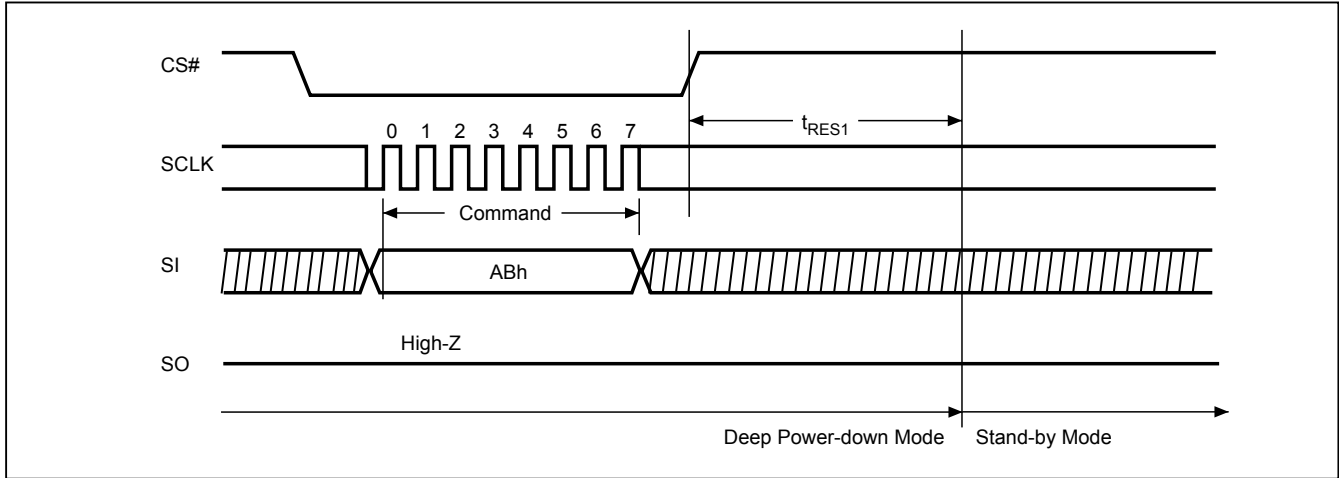 CS#
tRES1
0 1 2 3 4 5 6 7
SCLK
Command
SI
ABh
High-Z
SO
Deep Power-down Mode
Stand-by Mode